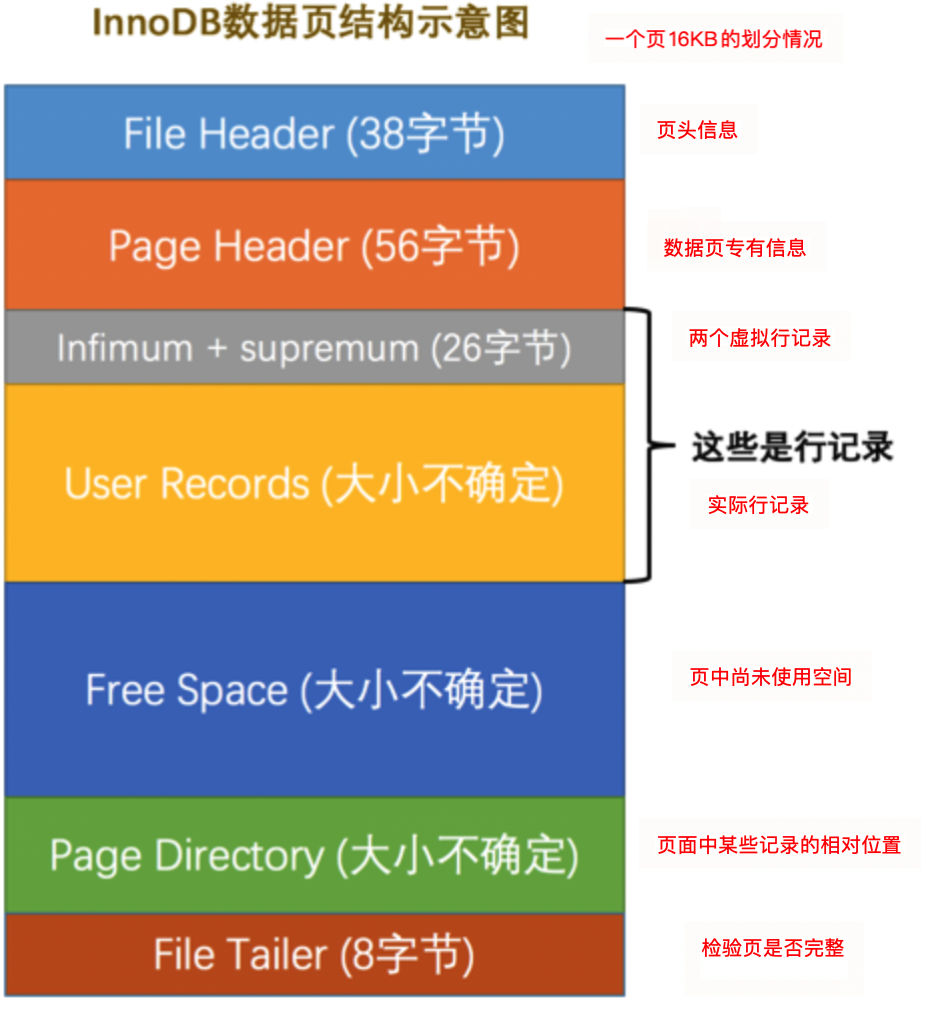 InnoDB数据页结构示意图
一个页16KB的划分情况
File Header (38字节)
页头信息
Page Header (56字节)
数据页专有信息
Infimum + supremum (26字节)
两个虚拟行记录
这些是行记录
User Records (大小不确定)
实际行记录
Free Space (大小不确定)
页中尚未使用空间
Page Directory (大小不确定)
页面中某些记录的相对位置
File Tailer (8字节)
检验页是否完整